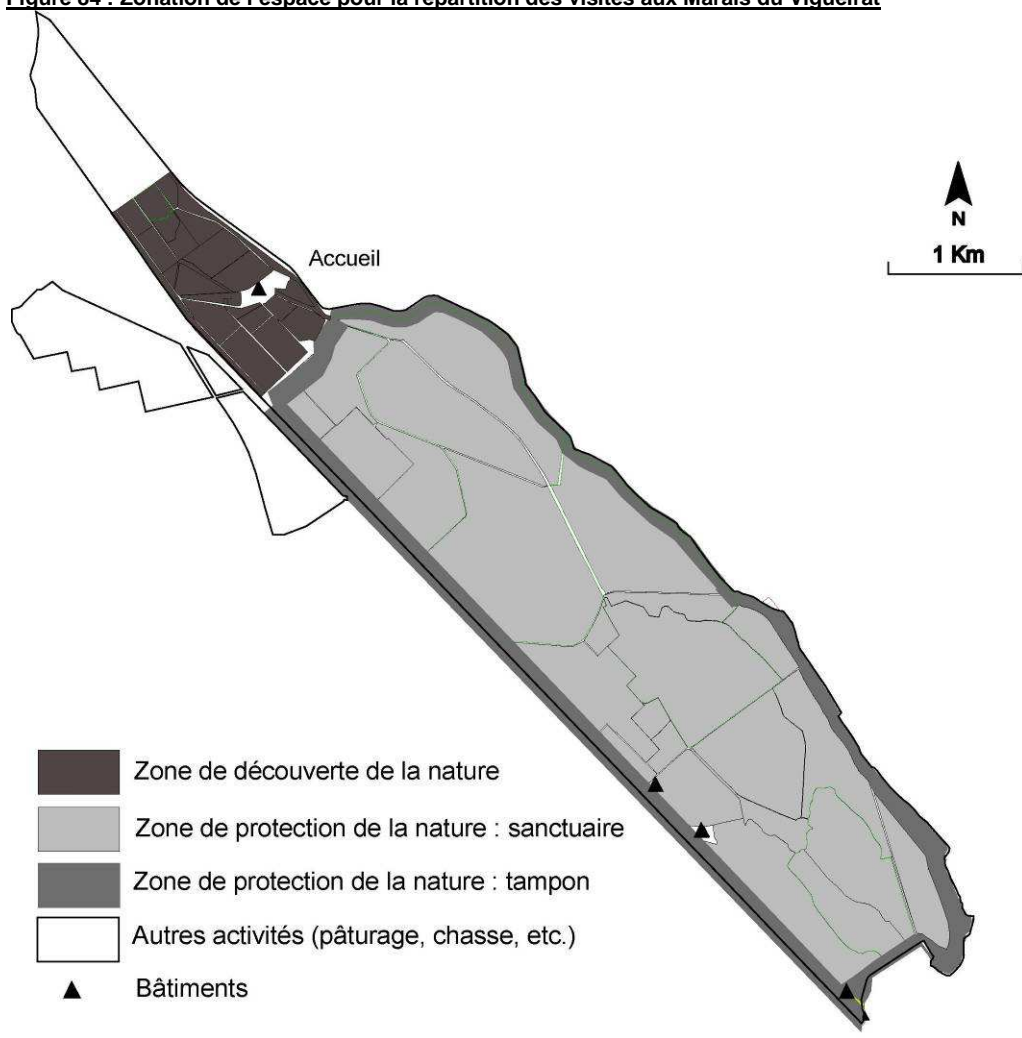 Figure 84 : Zonation de l'espace pour la répartition des visites aux Marais du Vigueirat
Accueil
N
1 Km
Zone de découverte de la nature
Zone de protection de la nature : sanctuaire
Zone de protection de la nature : tampon
Autres activités (pâturage, chasse, etc.)
Bâtiments